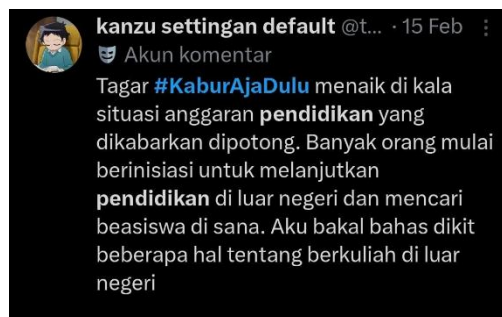 kanzu settingan default @t... · 15 Feb
Akun komentar
Tagar #KaburAjaDulu menaik di kala
situasi anggaran pendidikan yang
dikabarkan dipotong. Banyak orang mulai
berinisiasi untuk melanjutkan
pendidikan di luar negeri dan mencari
beasiswa di sana. Aku bakal bahas dikit
beberapa hal tentang berkuliah di luar
negeri